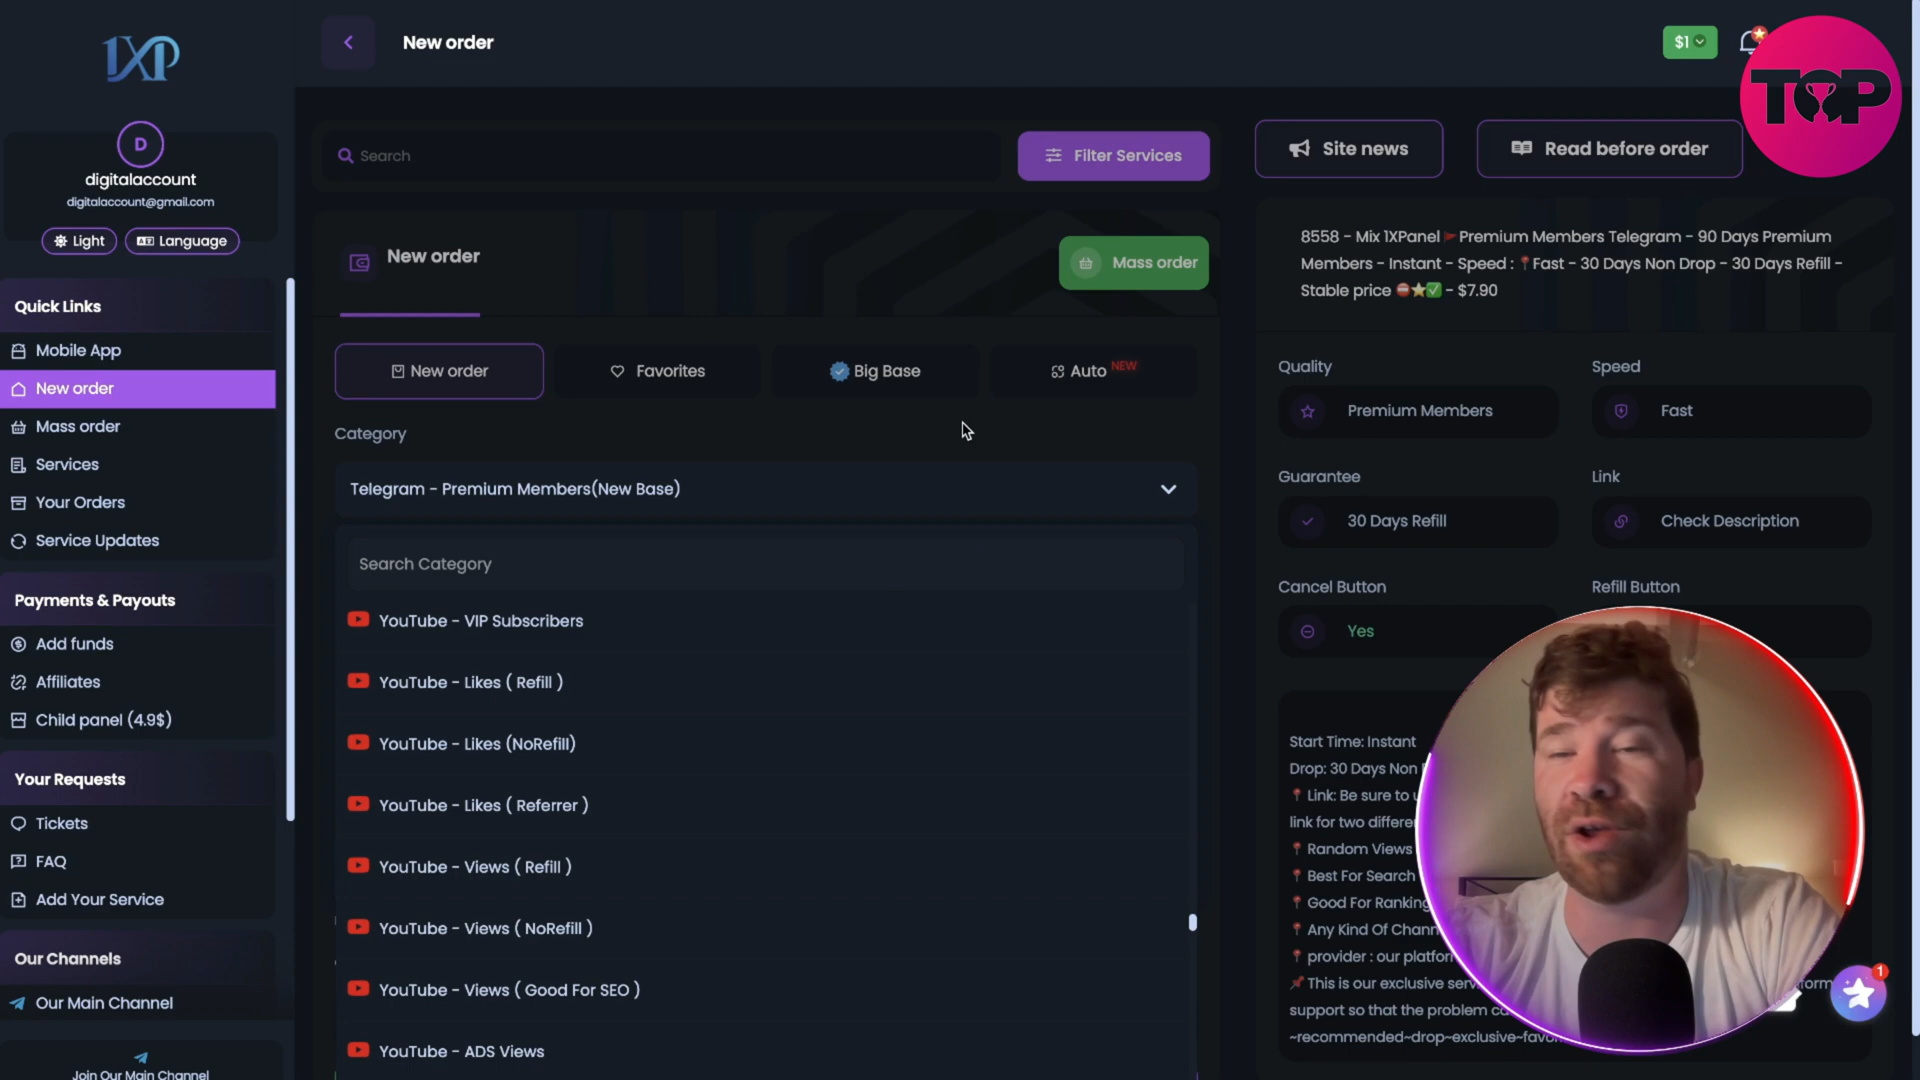 1XP
New order
$1
TOP
D
digitalaccount
digitalaccount@gmail.com
Light
Language
Search
Filter Services
Site news
Read before order
Quick Links
Mobile App
New order
Mass order
Services
Your Orders
Service Updates
Payments & Payouts
Add funds
Affiliates
Child panel (4.9$)
Your Requests
Tickets
FAQ
Add Your Service
Our Channels
Our Main Channel
Join Our Main Channel
New order
Mass order
New order
Favorites
Big Base
Auto NEW
Category
Telegram - Premium Members(New Base)
Search Category
YouTube - VIP Subscribers
YouTube - Likes ( Refill )
YouTube - Likes (NoRefill)
YouTube - Likes ( Referrer )
YouTube - Views ( Refill )
YouTube - Views ( NoRefill )
YouTube - Views ( Good For SEO )
YouTube - ADS Views
8558 - Mix 1XPanel 🚩Premium Members Telegram - 90 Days Premium
Members - Instant - Speed : 📍Fast - 30 Days Non Drop - 30 Days Refill -
Stable price ⛔⭐✅ - $7.90
Quality
Speed
Premium Members
Fast
Guarantee
Link
30 Days Refill
Check Description
Cancel Button
Refill Button
Yes
Start Time: Instant
Drop: 30 Days Non
📍 Link: Be sure to
link for two
📍 Random Views
📍 Best For Search
📍 Good For Ranking
📍 Any Kind Of
📍 provider : our
📌 This is our exclusive
support so that the problem
~recommended~drop~exclusive
1